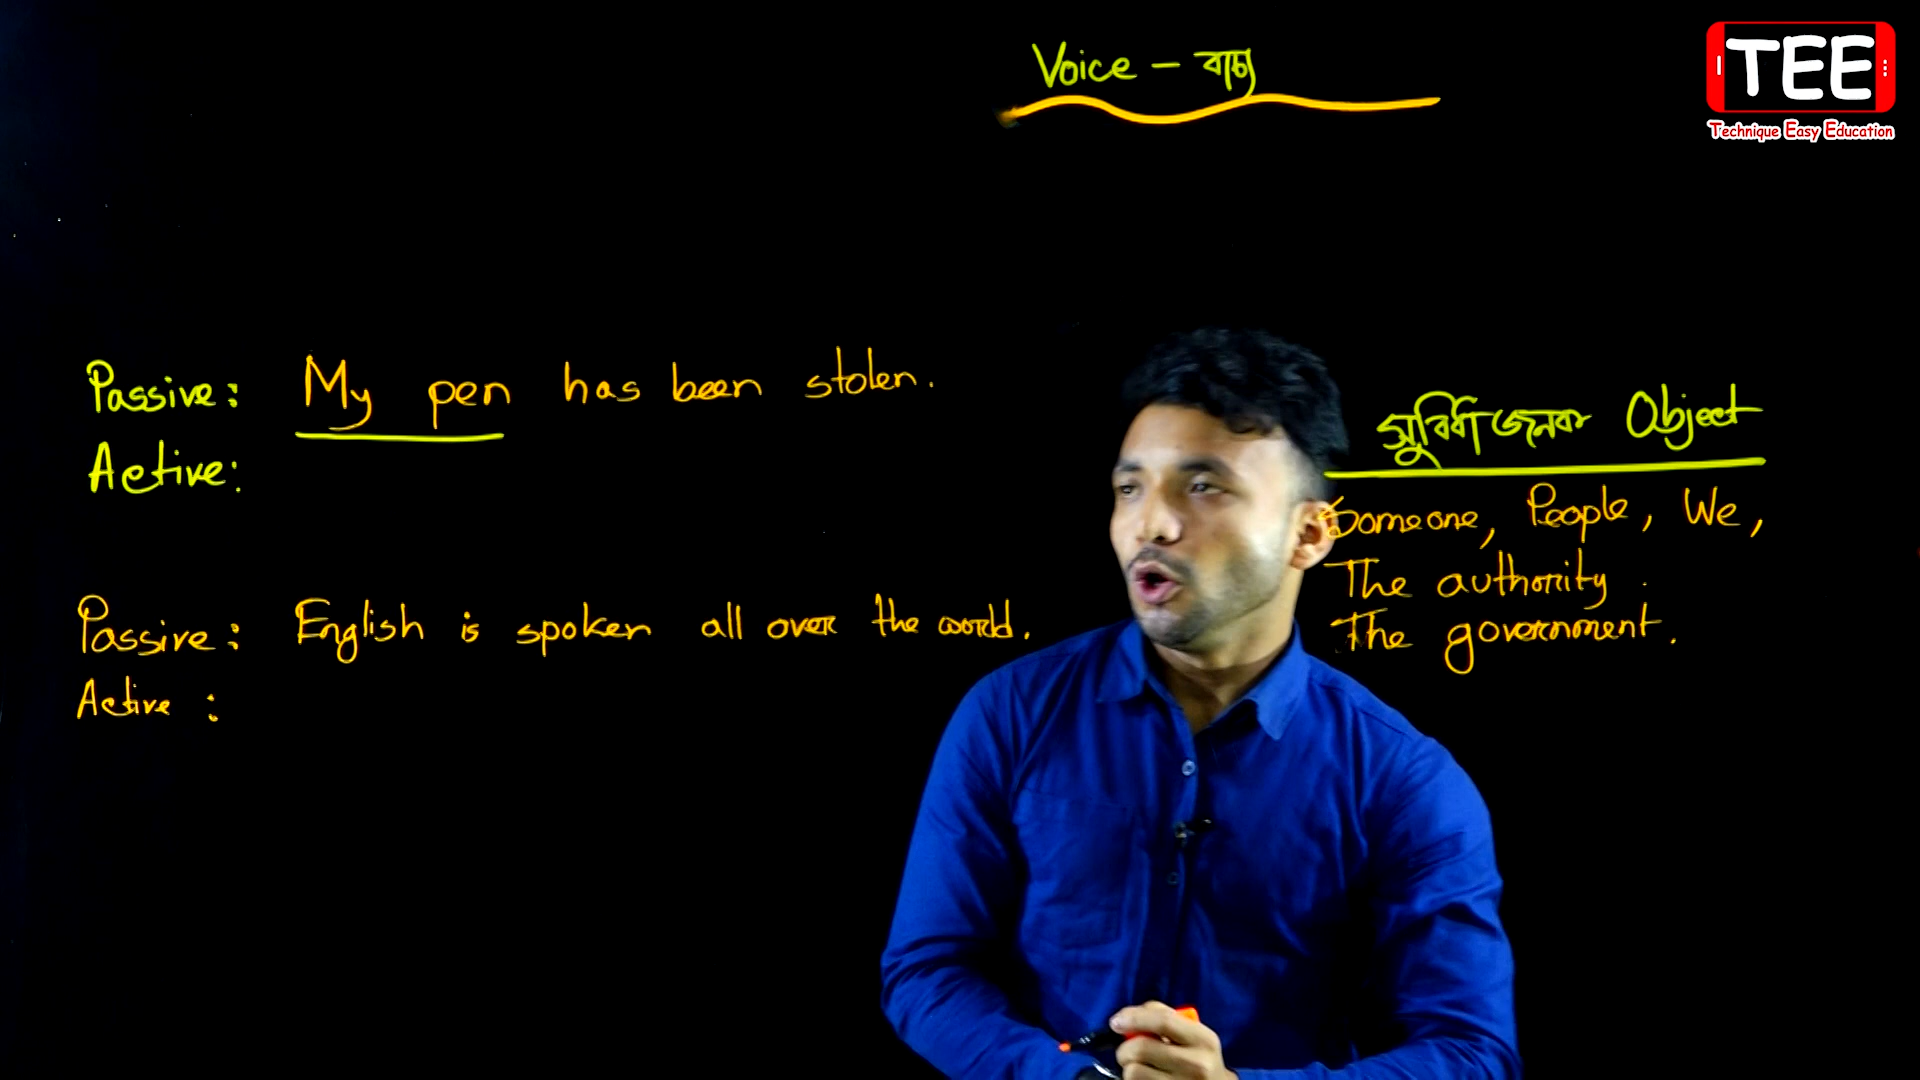 Voice - বাচ্য
TEE
Technique Easy Education
Passive: My pen has been stolen.
Active:
সুবিধাজনক Object
Someone, People, We,
The authority.
The government.
Passive: English is spoken all over the world.
Active: